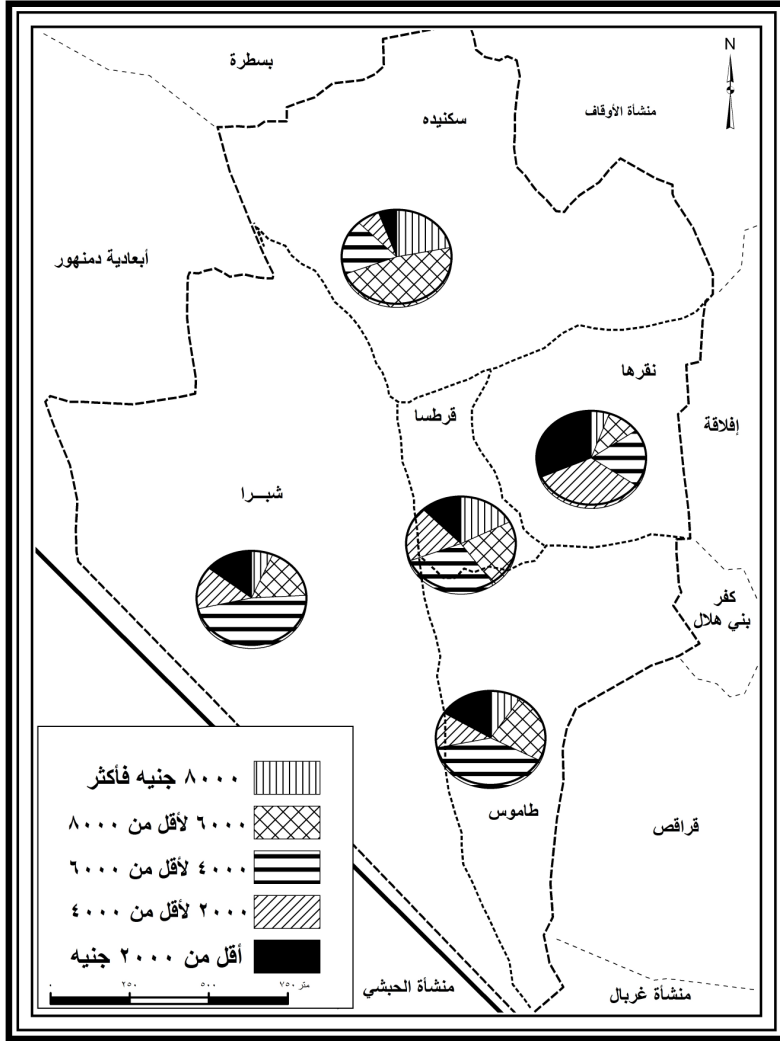 N
بسطرة
سكنيده
منشأة الأوقاف
أبعادية دمنهور
نقرها
قرطسا
إفلاقة
شبـــرا
كفر
بني هلال
طاموس
قراقص
٨٠٠٠ جنيه فأكثر
٦٠٠٠ لأقل من ٨٠٠٠
٤٠٠٠ لأقل من ٦٠٠٠
٢٠٠٠ لأقل من ٤٠٠٠
أقل من ٢٠٠٠ جنيه
٠ ٢٥٠ ٥٠٠ ٧٥٠ متر
منشأة الحبشي
منشأة غربال